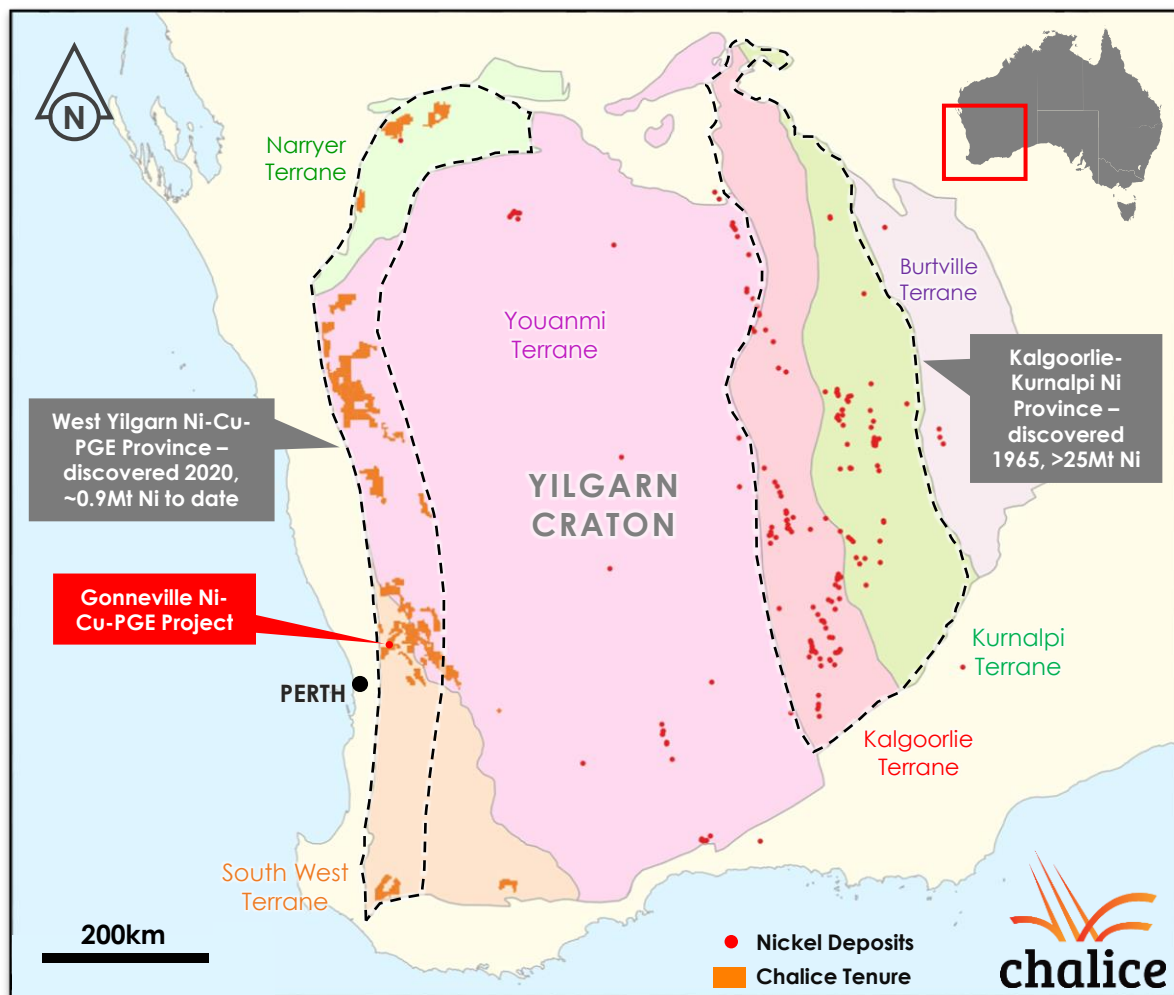 N
Narryer
Terrane
Burtville
Terrane
Youanmi
Terrane
Kalgoorlie-
Kurnalpi Ni
Province –
discovered
1965, >25Mt Ni
West Yilgarn Ni-Cu-
PGE Province –
discovered 2020,
~0.9Mt Ni to date
YILGARN
CRATON
Gonneville Ni-
Cu-PGE Project
Kurnalpi
Terrane
PERTH
Kalgoorlie
Terrane
South West
Terrane
200km
Nickel Deposits
Chalice Tenure
chalice